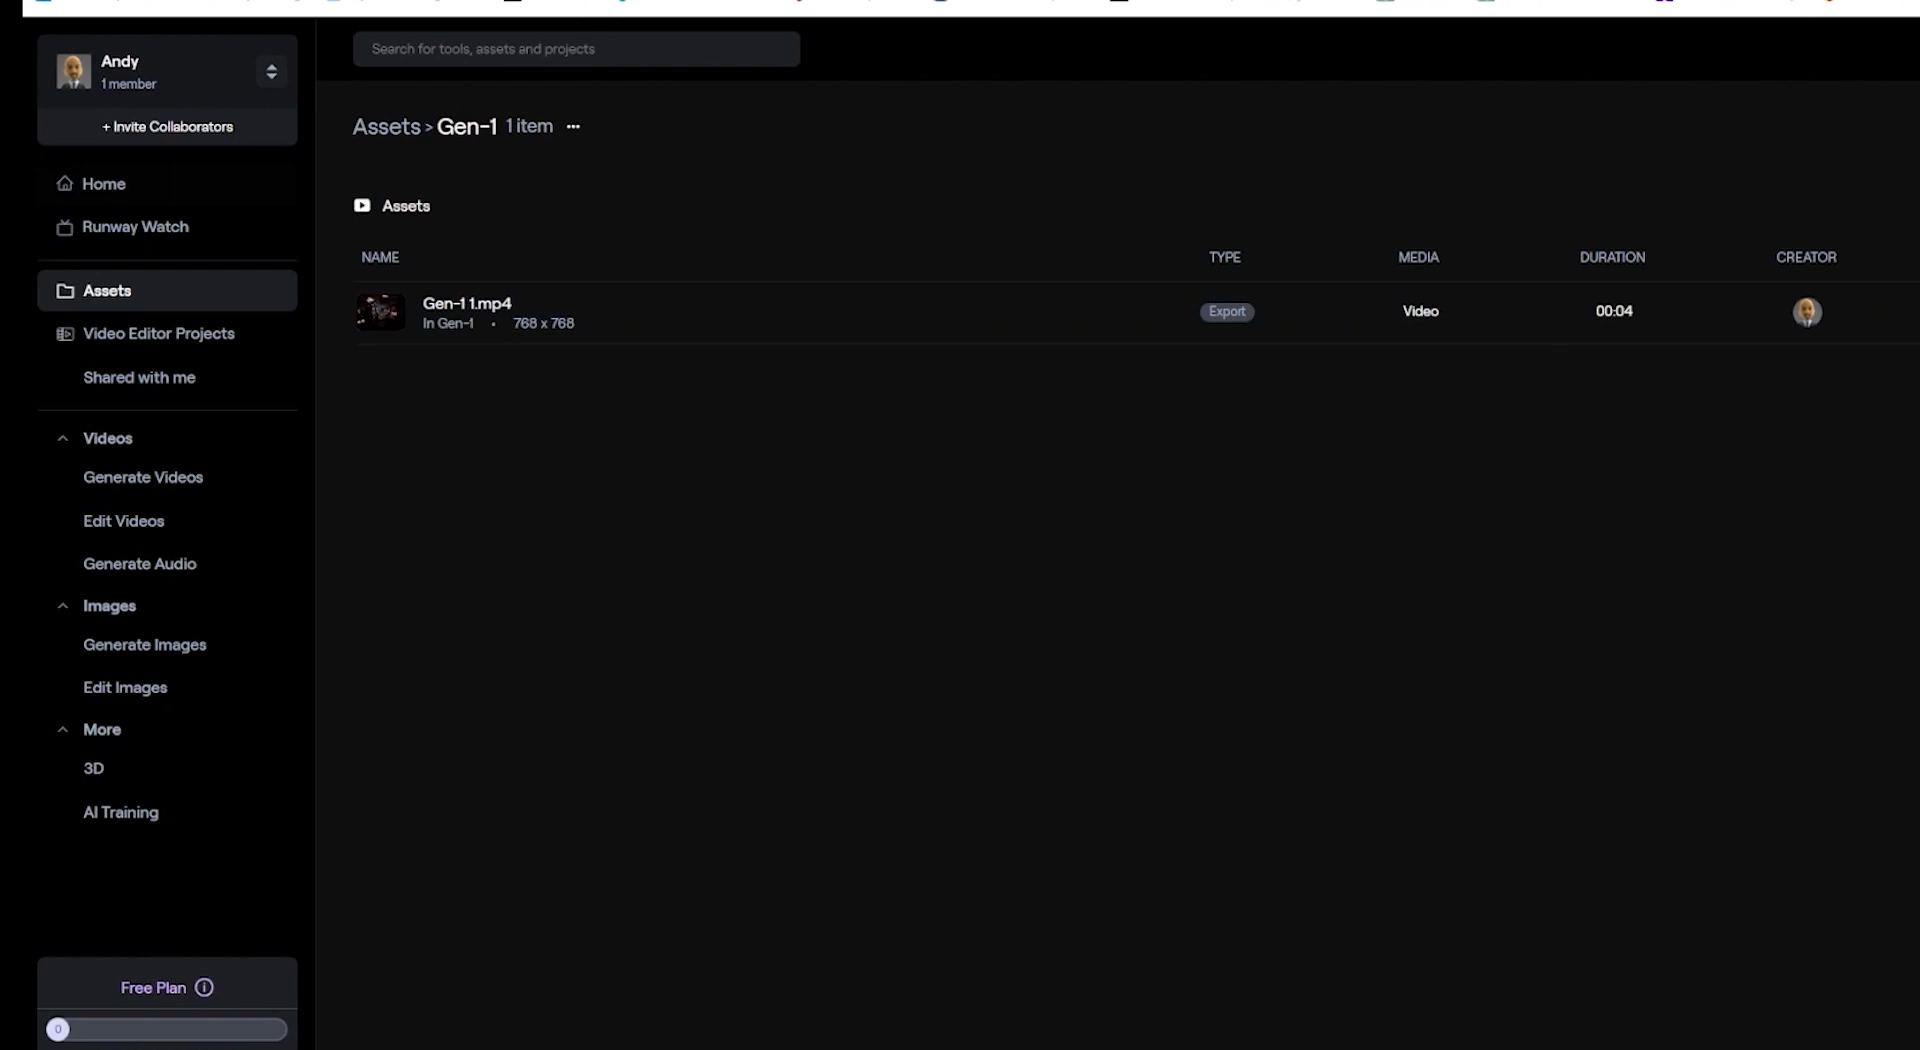 Andy
1 member
+ Invite Collaborators
Home
Runway Watch
Assets
Video Editor Projects
Shared with me
Videos
Generate Videos
Edit Videos
Generate Audio
Images
Generate Images
Edit Images
More
3D
AI Training
Free Plan
0
Search for tools, assets and projects
Assets > Gen-1 1 item ...
Assets
NAME TYPE MEDIA DURATION CREATOR
Gen-1 1.mp4 Export Video 00:04
In Gen-1 • 768 x 768